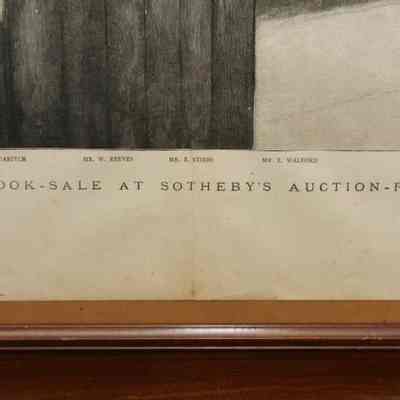 MR. W. REEVES MR. E. STIBBS MR. E. WALFORD
OOK-SALE AT SOTHEBY'S AUCTION-R